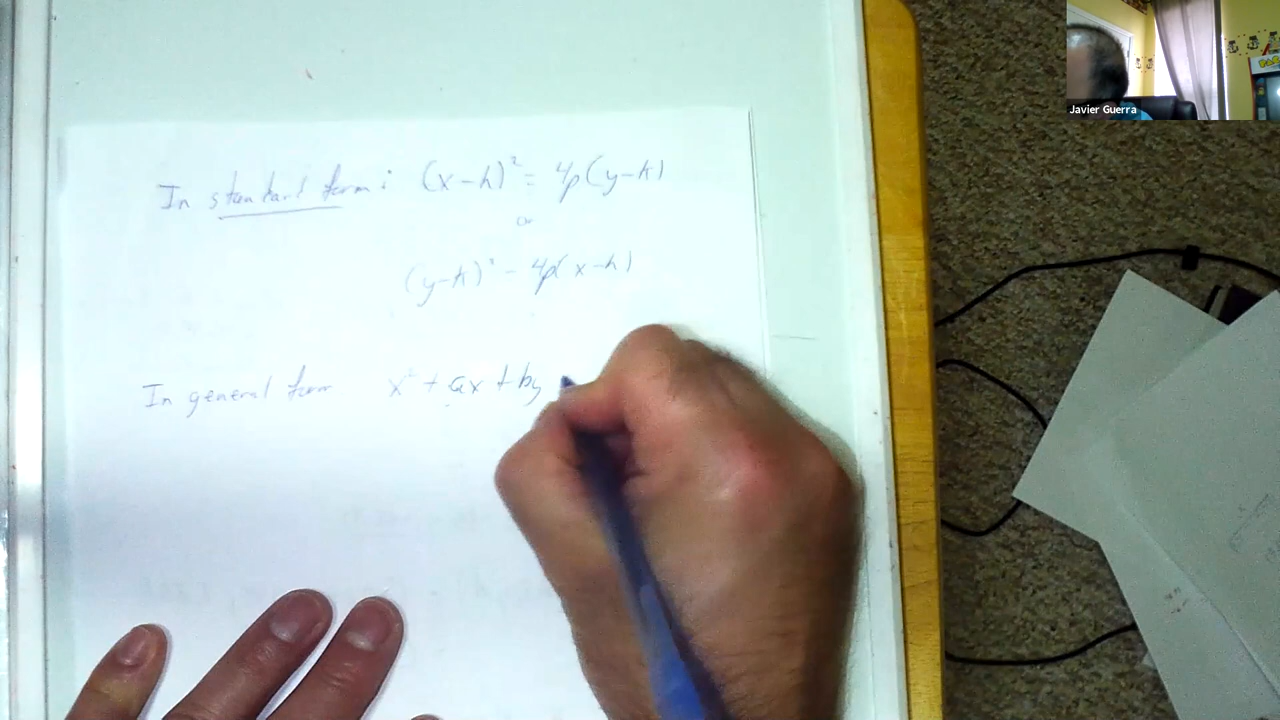 In standard form: (x-h)² = 4p(y-k)
or
(y-k)² = 4p(x-h)
In general form x² + ax + by
Javier Guerra